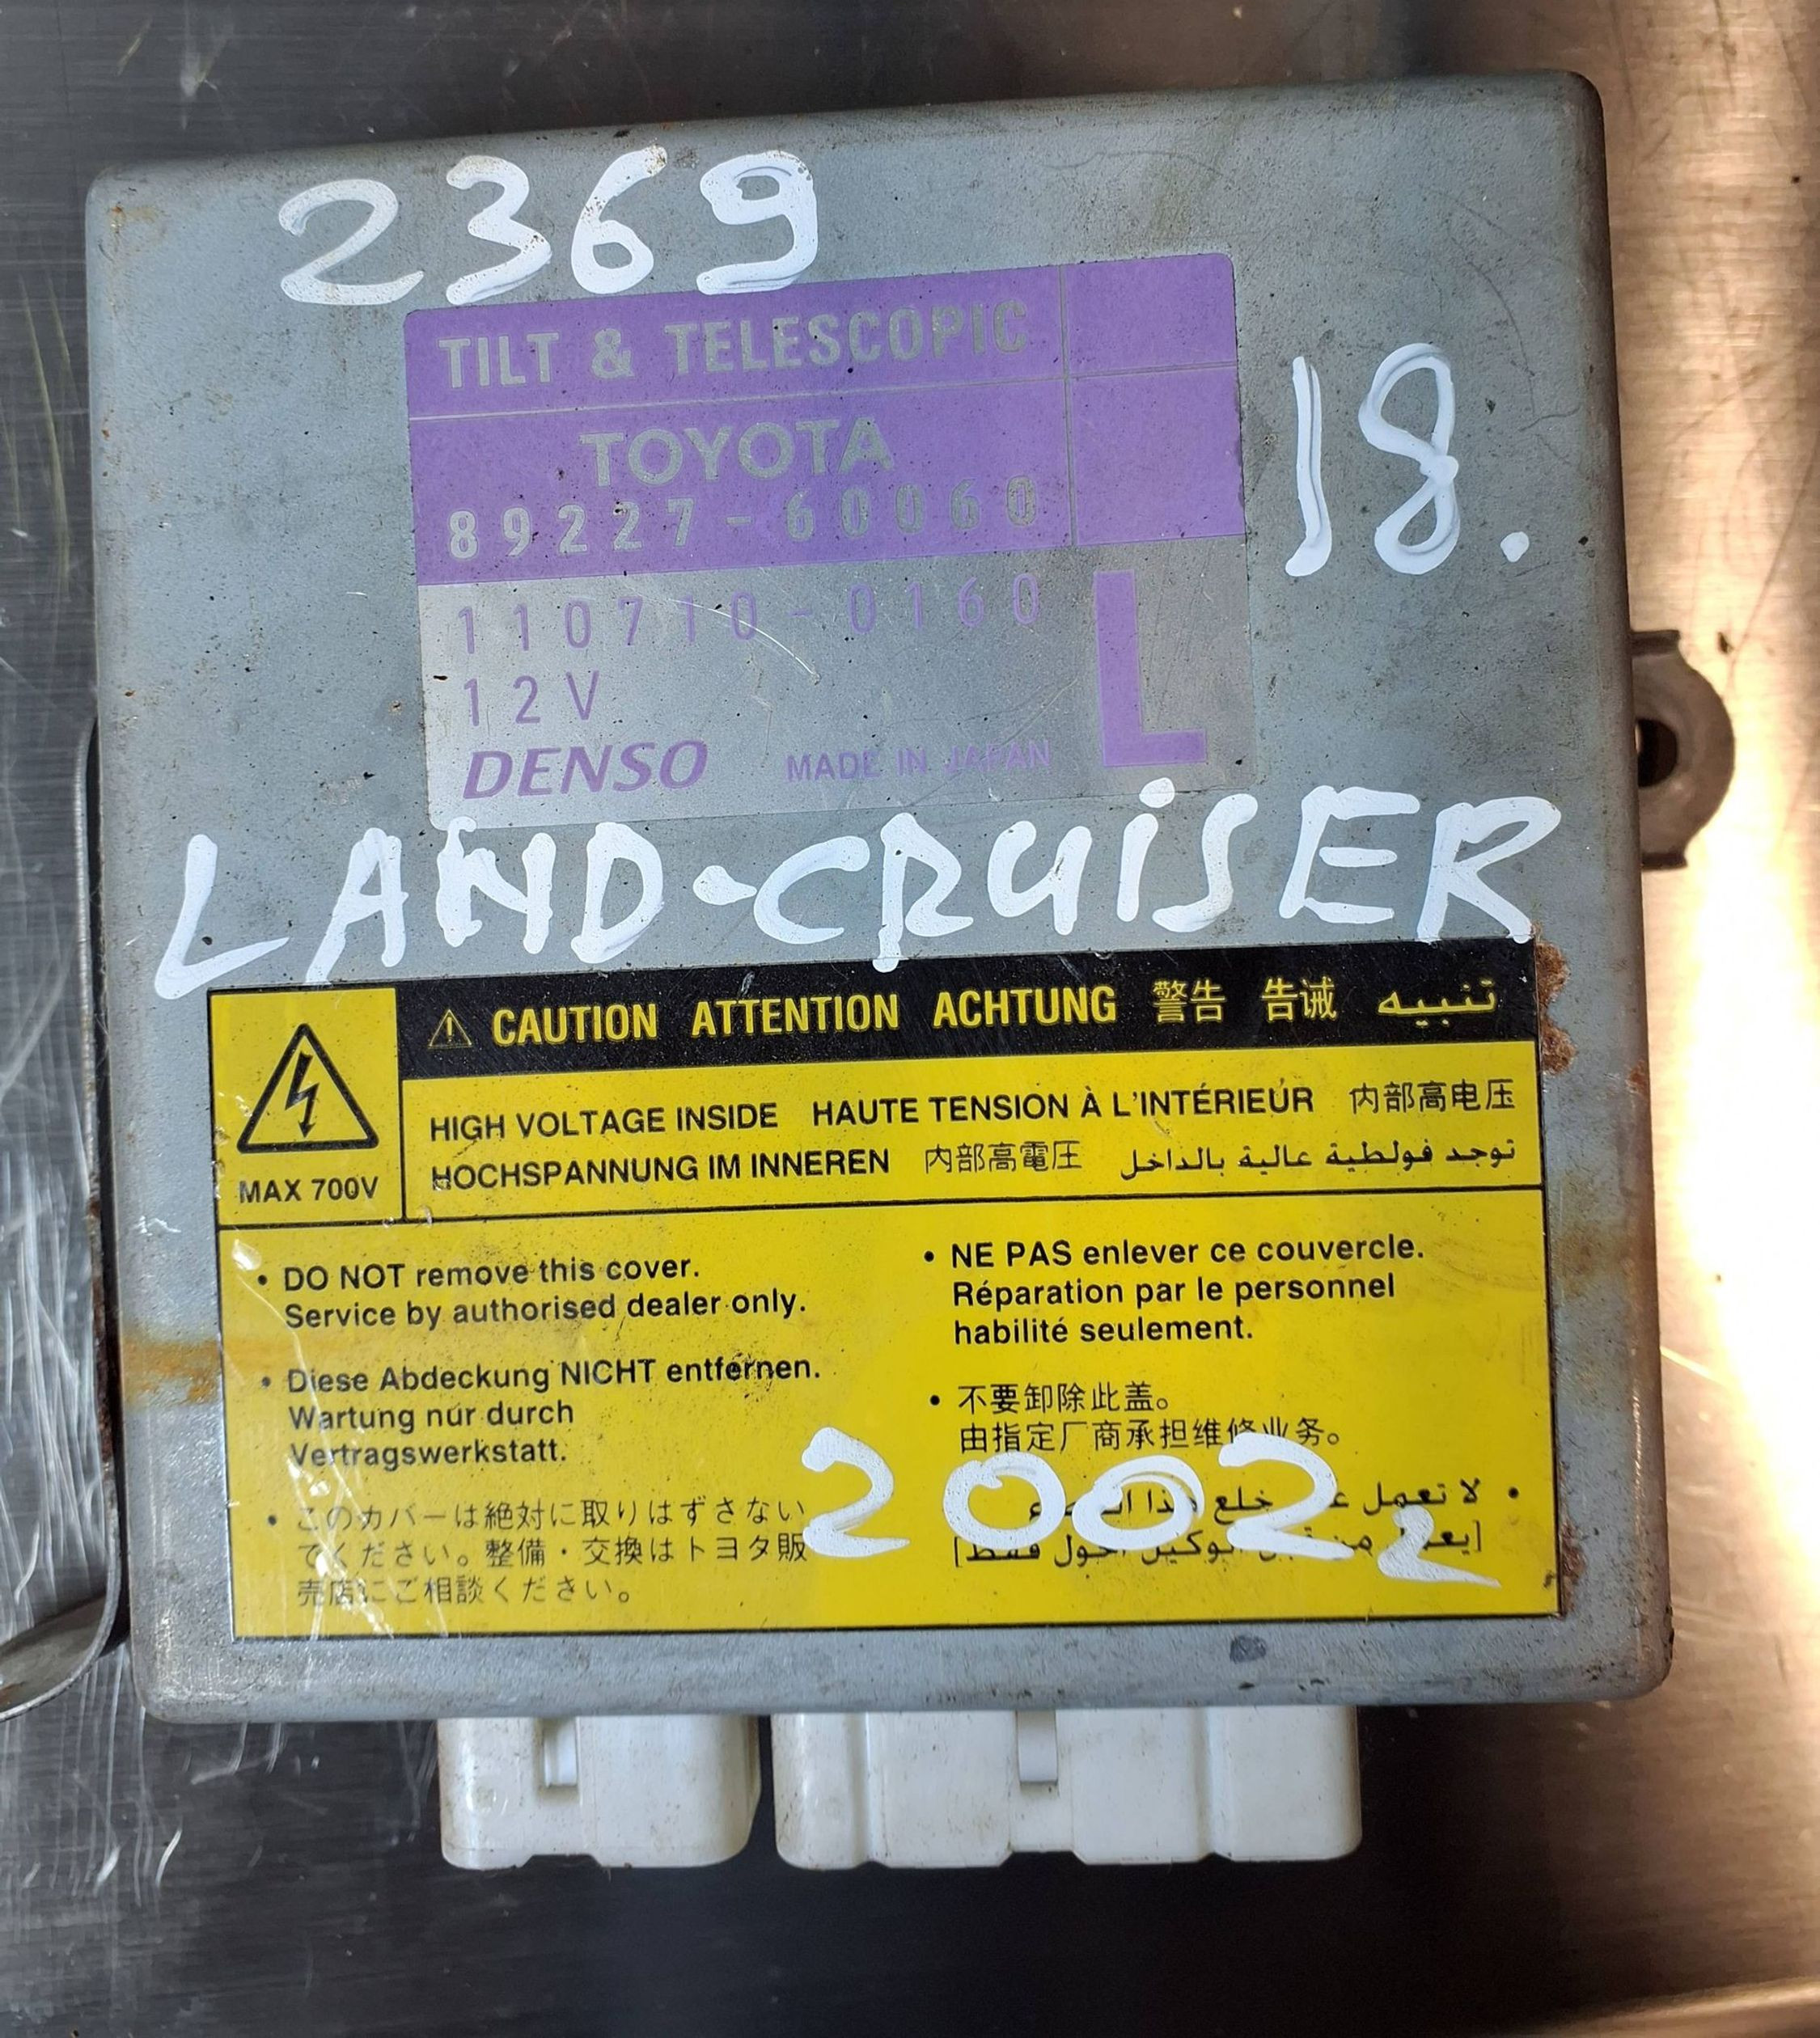 2369
TILT & TELESCOPIC
TOYOTA
89227-60060
18.
110710-0160
12V
L
DENSO MADE IN JAPAN
LAND-CRUiSER
CAUTION ATTENTION ACHTUNG 警告 告诫 تنبيه
HIGH VOLTAGE INSIDE HAUTE TENSION À L'INTÉRIEUR 内部高电压
HOCHSPANNUNG IM INNEREN 内部高電圧 توجد فولطية عالية بالداخل
MAX 700V
• DO NOT remove this cover.
Service by authorised dealer only.
• Diese Abdeckung NICHT entfernen.
Wartung nur durch
Vertragswerkstatt.
• このカバーは絶対に取りはずさない
でください。整備・交換はトヨタ販
売店にご相談ください。
• NE PAS enlever ce couvercle.
Réparation par le personnel
habilité seulement.
• 不要卸除此盖。
由指定厂商承担维修业务。
• لا تعمل خلع
فقط]
2002 2